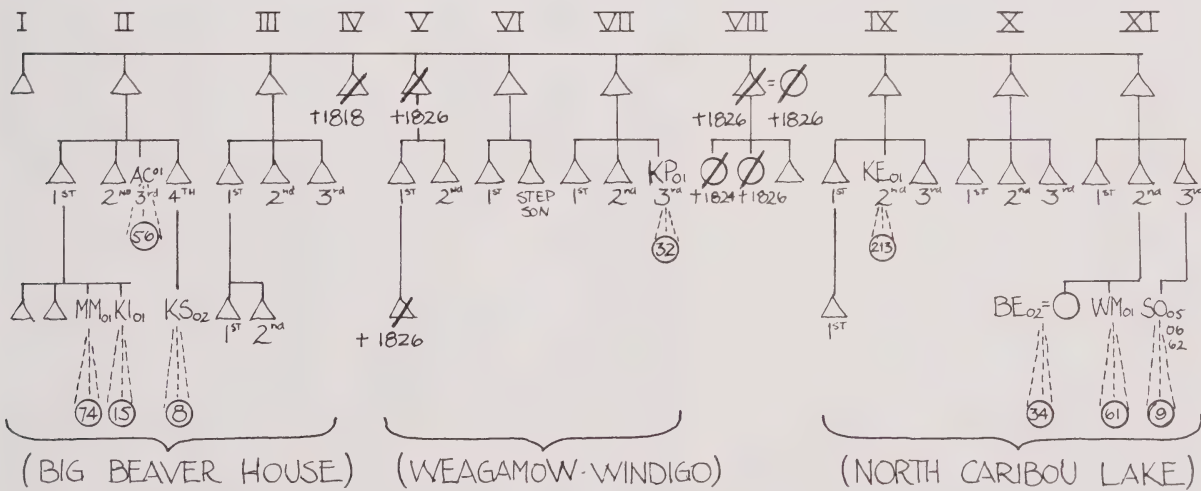 I II III IV V VI VII VIII IX X XI
+1818 +1826 +1826 +1826
1ST 2ND AC01 3rd 4TH 1ST 2nd 3rd 1ST 2nd 1ST STEP SON 1ST 2nd KP01 3rd +1824 +1826 1ST KE01 2nd 3rd 1ST 2nd 3rd 1ST 2nd 3rd
56 32 213
MM01 KI01 KS02 1ST 2nd +1826 1ST BE02= WM01 SO05
06
62
74 15 8 34 61 9
(BIG BEAVER HOUSE) (WEAGAMOW-WINDIGO) (NORTH CARIBOU LAKE)